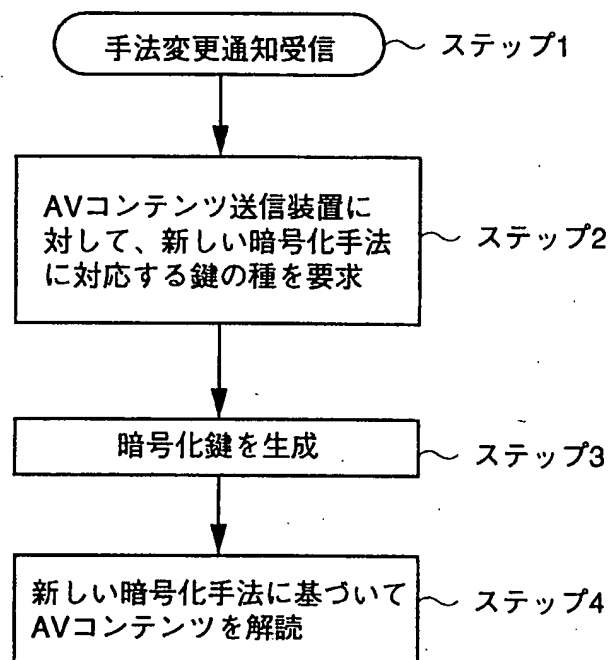 手法変更通知受信
ステップ1
AVコンテンツ送信装置に
対して、新しい暗号化手法
に対応する鍵の種を要求
ステップ2
暗号化鍵を生成
ステップ3
新しい暗号化手法に基づいて
AVコンテンツを解読
ステップ4